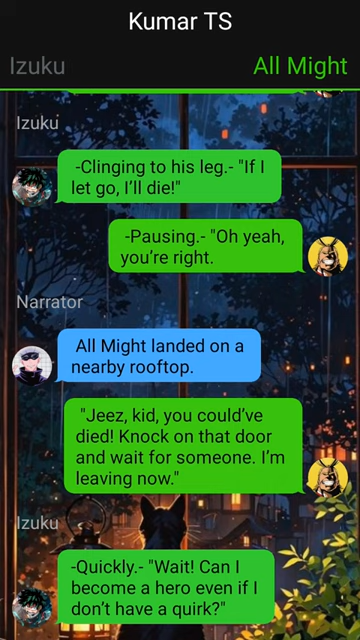 Kumar TS
Izuku
All Might
Izuku
-Clinging to his leg.- "If I
let go, I’ll die!"
-Pausing.- "Oh yeah,
you’re right.
Narrator
All Might landed on a
nearby rooftop.
"Jeez, kid, you could’ve
died! Knock on that door
and wait for someone. I’m
leaving now."
Izuku
-Quickly.- "Wait! Can I
become a hero even if I
don’t have a quirk?"